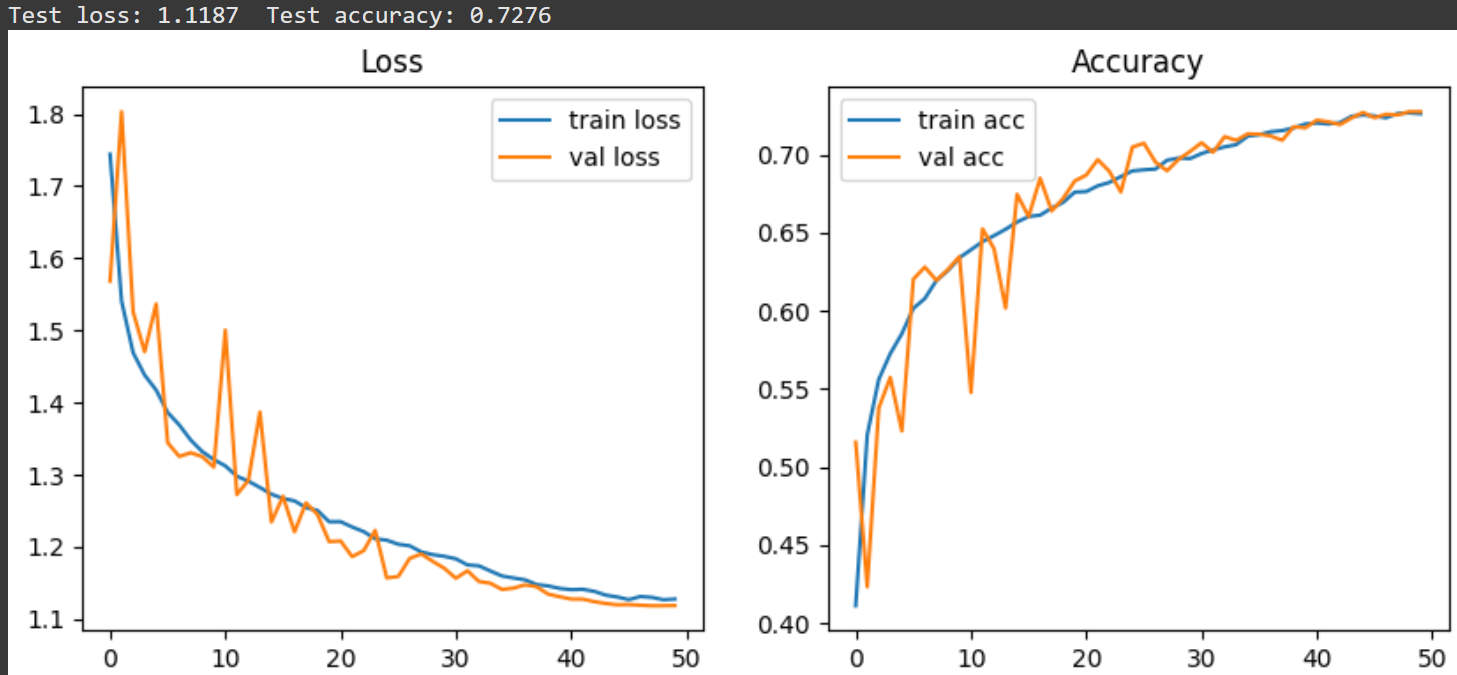 Test loss: 1.1187  Test accuracy: 0.7276
Loss
1.8
1.7
1.6
1.5
1.4
1.3
1.2
1.1
0 10 20 30 40 50
train loss
val loss
Accuracy
0.70
0.65
0.60
0.55
0.50
0.45
0.40
0 10 20 30 40 50
train acc
val acc